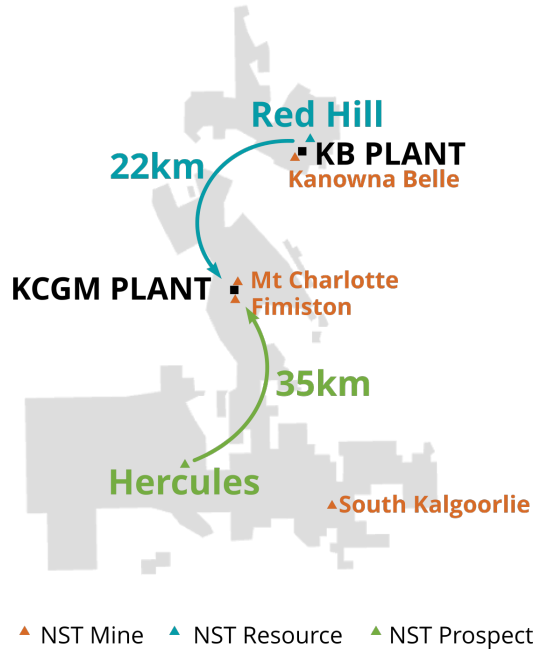 Red Hill
KB PLANT
22km
Kanowna Belle
KCGM PLANT
Mt Charlotte
Fimiston
35km
Hercules
South Kalgoorlie
NST Mine
NST Resource
NST Prospect